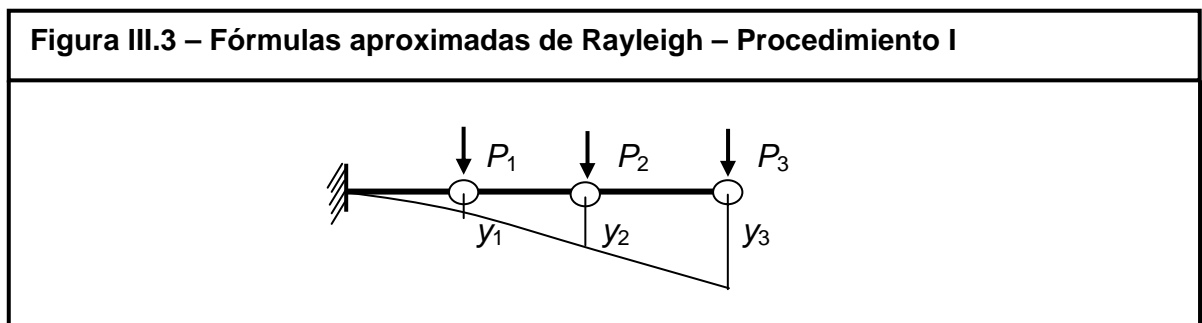 Figura III.3 – Fórmulas aproximadas de Rayleigh – Procedimiento I
P₁ P₂ P₃
y₁ y₂ y₃